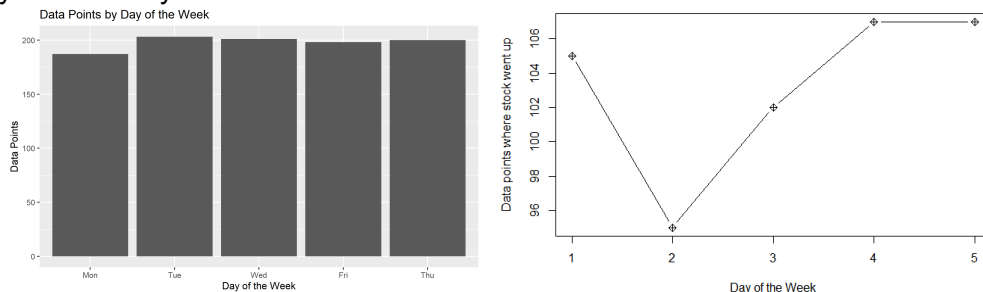 Data Points by Day of the Week
Data Points
200
150
100
50
0
Mon Tue Wed Fri Thu
Day of the Week
Data points where stock went up
106
104
102
100
98
96
1 2 3 4 5
Day of the Week